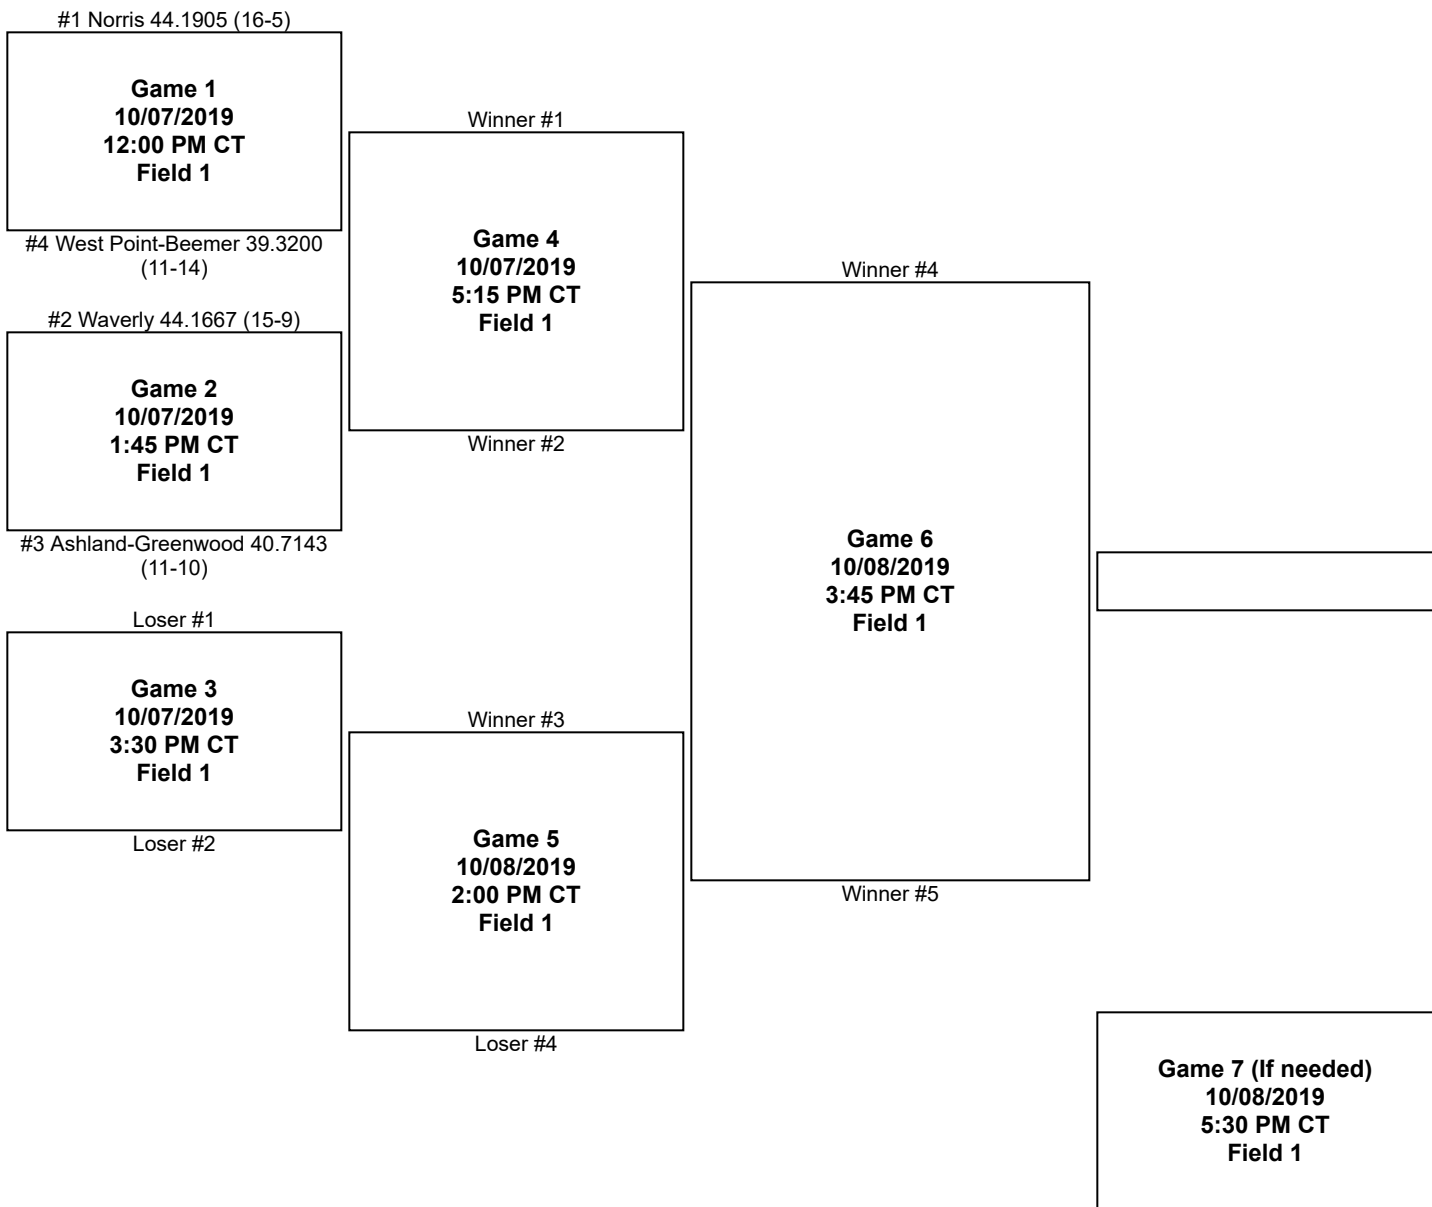 #1 Norris 44.1905 (16-5)
Game 1
10/07/2019
12:00 PM CT
Field 1
#4 West Point-Beemer 39.3200
(11-14)
#2 Waverly 44.1667 (15-9)
Game 2
10/07/2019
1:45 PM CT
Field 1
#3 Ashland-Greenwood 40.7143
(11-10)
Loser #1
Game 3
10/07/2019
3:30 PM CT
Field 1
Loser #2
Winner #1
Game 4
10/07/2019
5:15 PM CT
Field 1
Winner #2
Winner #3
Game 5
10/08/2019
2:00 PM CT
Field 1
Loser #4
Winner #4
Game 6
10/08/2019
3:45 PM CT
Field 1
Winner #5
Game 7 (If needed)
10/08/2019
5:30 PM CT
Field 1